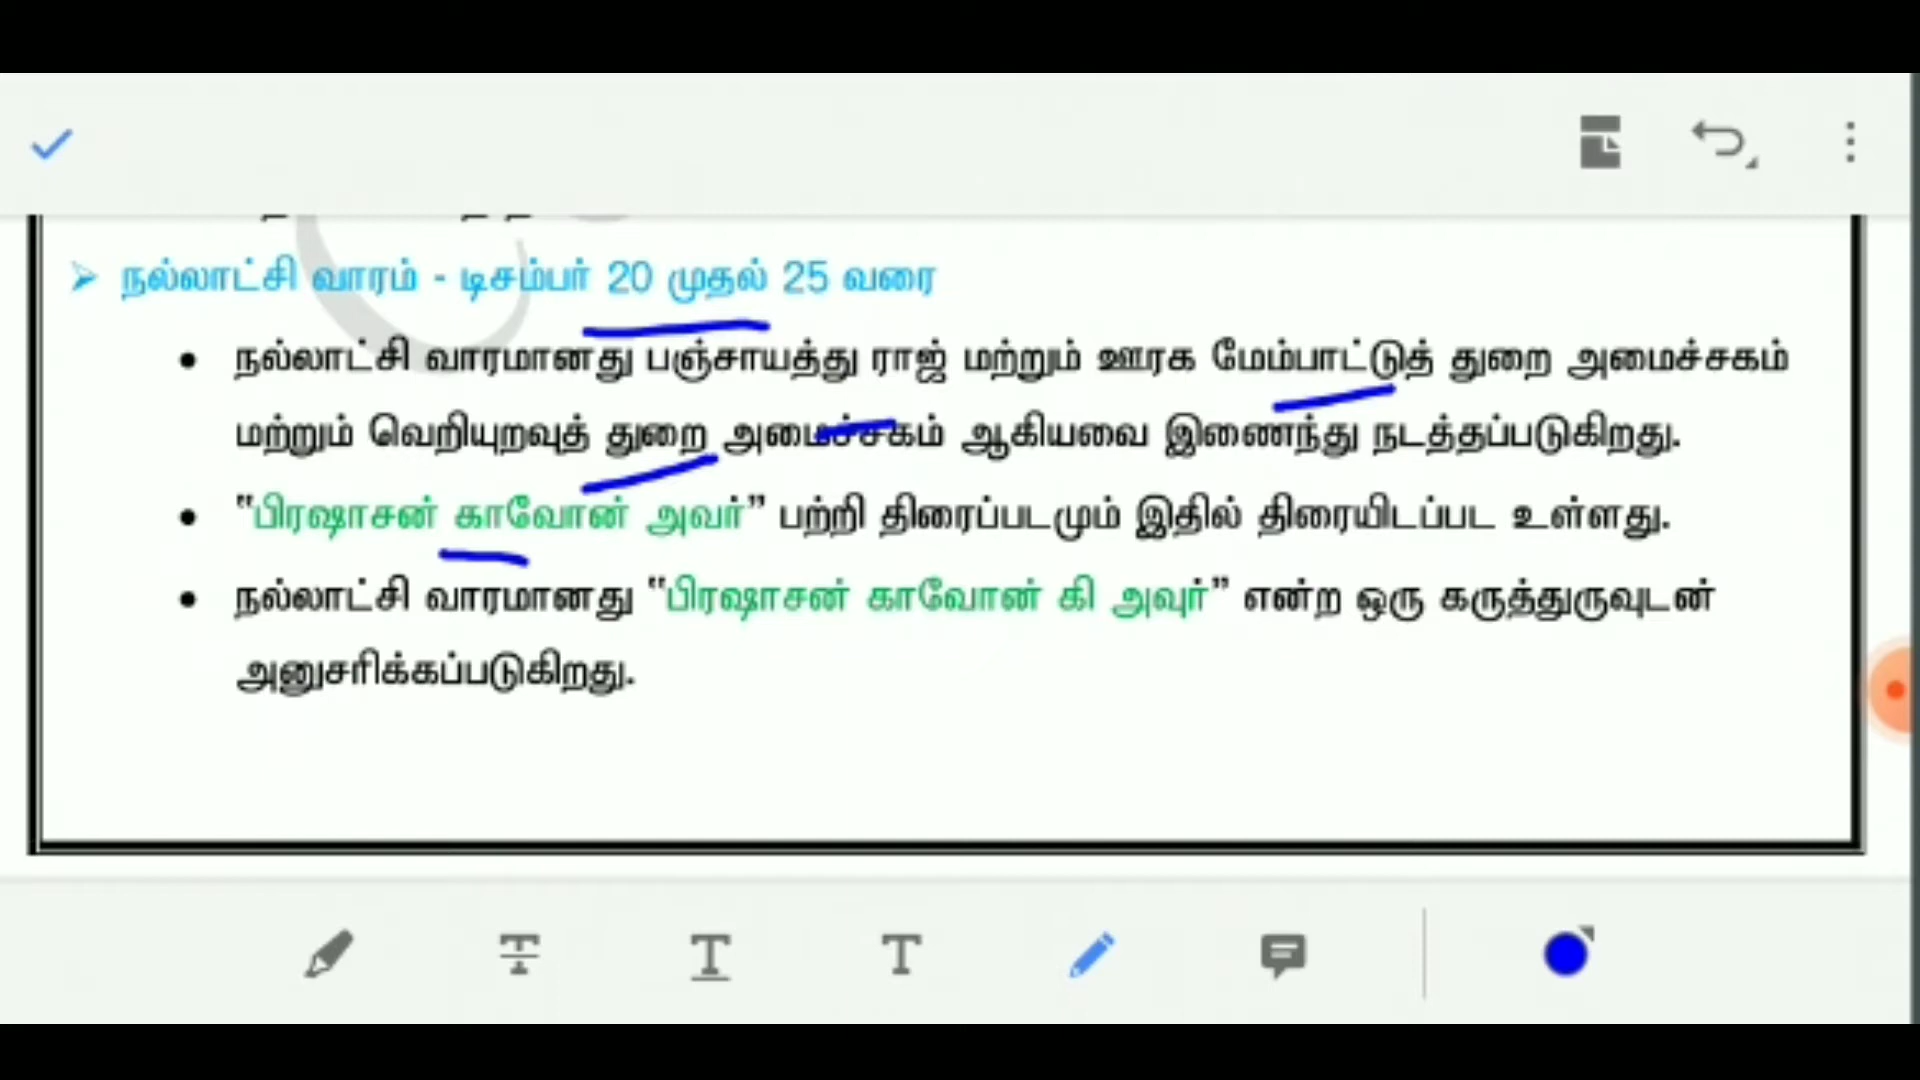 ➢ நல்லாட்சி வாரம் - டிசம்பர் 20 முதல் 25 வரை
• நல்லாட்சி வாரமானது பஞ்சாயத்து ராஜ் மற்றும் ஊரக மேம்பாட்டுத் துறை அமைச்சகம்
மற்றும் வெறியுறவுத் துறை அமைச்சகம் ஆகியவை இணைந்து நடத்தப்படுகிறது.
• “பிரஷாசன் காவோன் அவர்” பற்றி திரைப்படமும் இதில் திரையிடப்பட உள்ளது.
• நல்லாட்சி வாரமானது “பிரஷாசன் காவோன் கி அவுர்” என்ற ஒரு கருத்துருவுடன்
அனுசரிக்கப்படுகிறது.